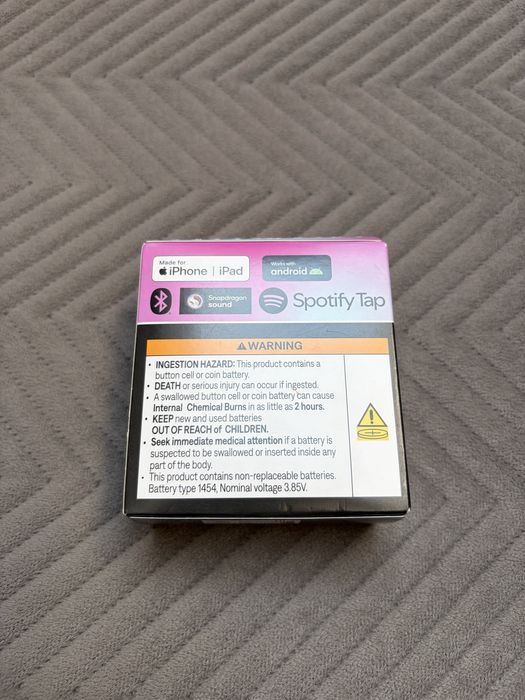 Made for
iPhone | iPad
Works with
android
Snapdragon
sound
Spotify Tap
WARNING
• INGESTION HAZARD: This product contains a
button cell or coin battery.
• DEATH or serious injury can occur if ingested.
• A swallowed button cell or coin battery can cause
Internal Chemical Burns in as little as 2 hours.
• KEEP new and used batteries
OUT OF REACH of CHILDREN.
• Seek immediate medical attention if a battery is
suspected to be swallowed or inserted inside any
part of the body.
• This product contains non-replaceable batteries.
Battery type 1454, Nominal voltage 3.85V.